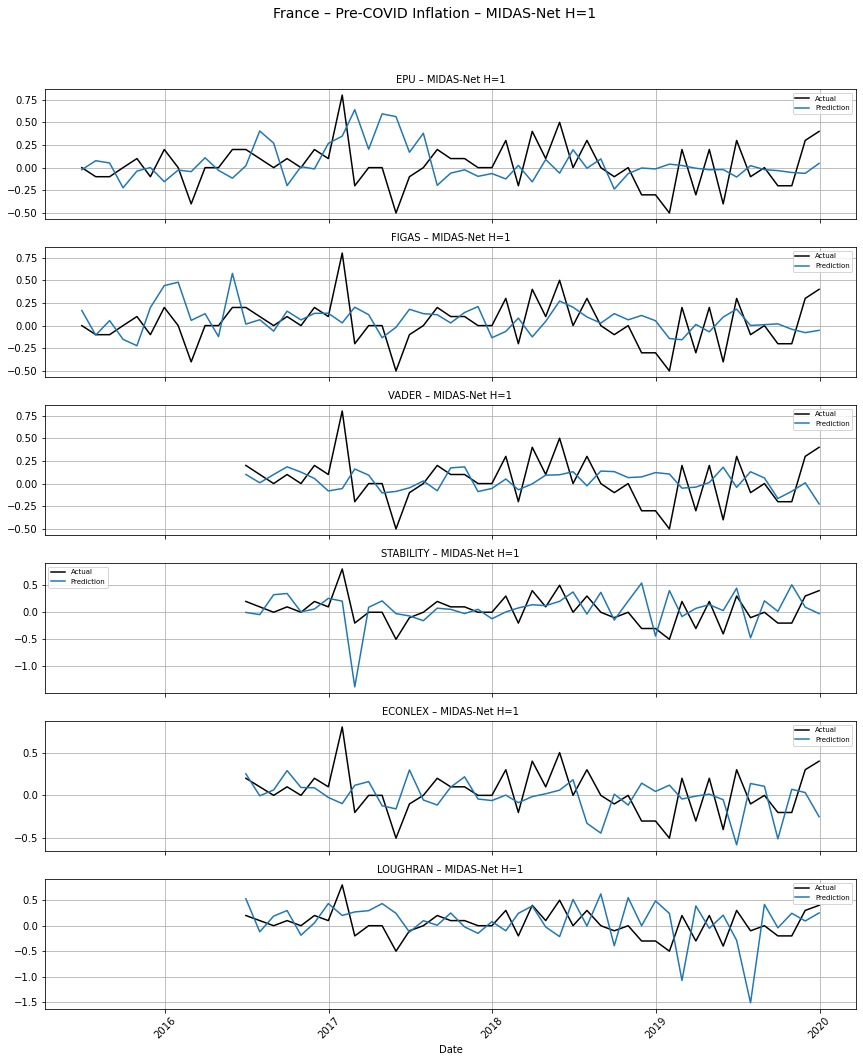 France – Pre-COVID Inflation – MIDAS-Net H=1
EPU – MIDAS-Net H=1
0.75
0.50
0.25
0.00
−0.25
−0.50
Actual
Prediction
FIGAS – MIDAS-Net H=1
0.75
0.50
0.25
0.00
−0.25
−0.50
Actual
Prediction
VADER – MIDAS-Net H=1
0.75
0.50
0.25
0.00
−0.25
−0.50
Actual
Prediction
STABILITY – MIDAS-Net H=1
Actual
Prediction
0.5
0.0
−0.5
−1.0
ECONLEX – MIDAS-Net H=1
0.5
0.0
−0.5
Actual
Prediction
LOUGHRAN – MIDAS-Net H=1
0.5
0.0
−0.5
−1.0
−1.5
Actual
Prediction
2016
2017
2018
2019
2020
Date